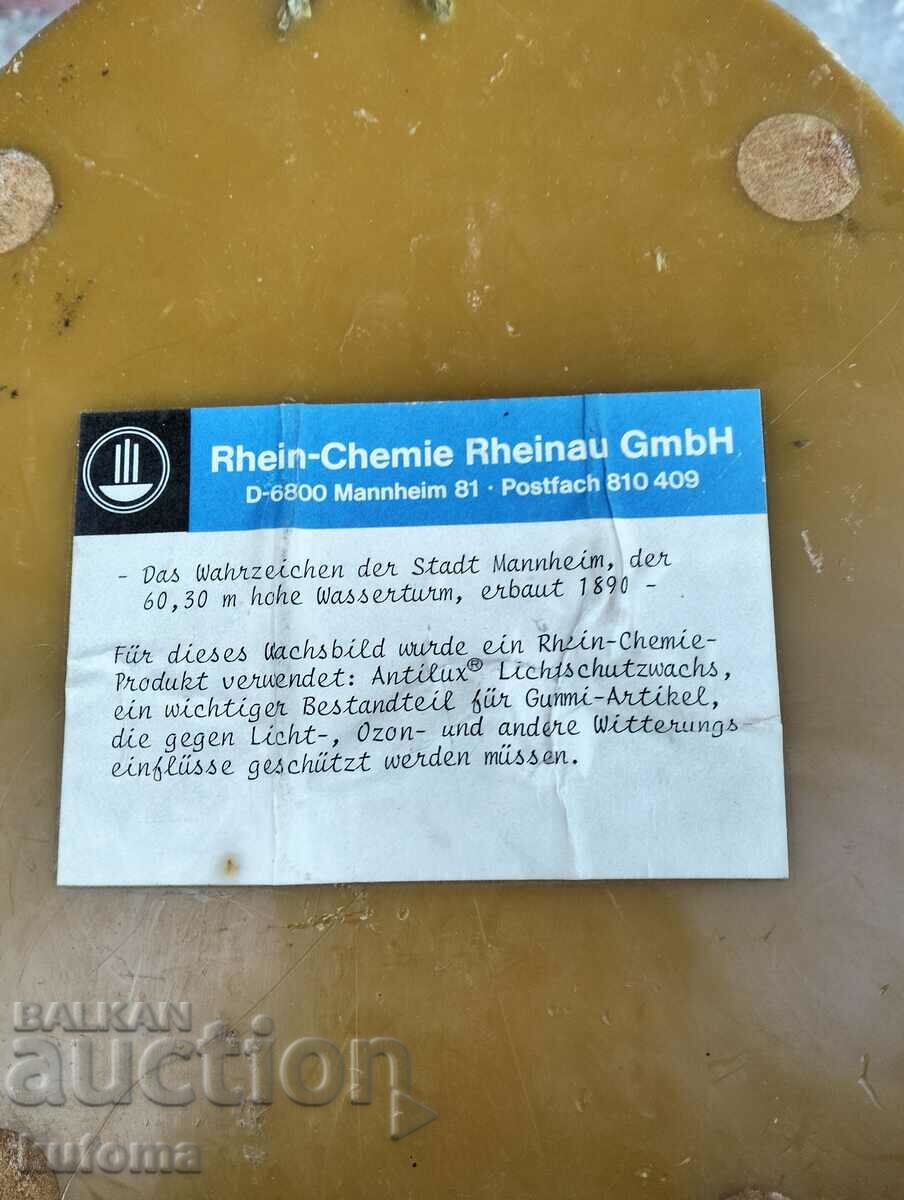 Rhein-Chemie Rheinau GmbH
D-6800 Mannheim 81 · Postfach 810 409
- Das Wahrzeichen der Stadt Mannheim, der
60,30 m hohe Wasserturm, erbaut 1890 -
Für dieses Wachsbild wurde ein Rhein-Chemie-
Produkt verwendet: Antilux® Lichtschutzwachs,
ein wichtiger Bestandteil für Gummi-Artikel,
die gegen Licht-, Ozon- und andere Witterungs-
einflüsse geschützt werden müssen.
BALKAN
auction
kufoma